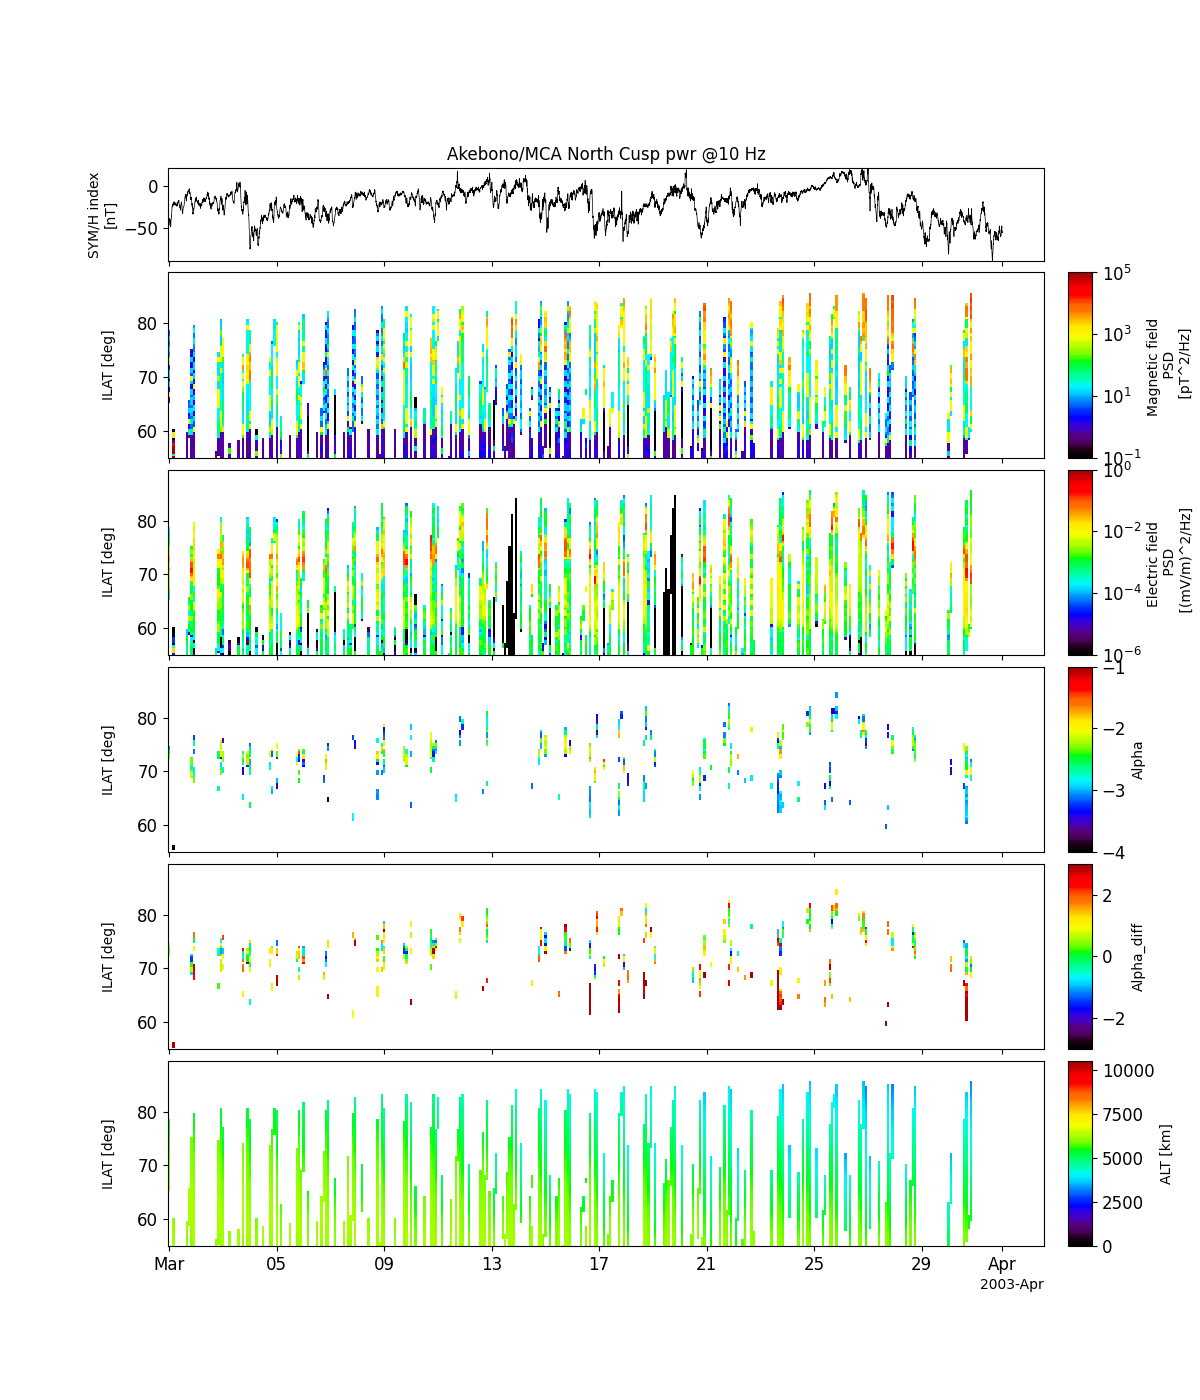 Akebono/MCA North Cusp pwr @10 Hz
SYM/H index
[nT]
0
−50
ILAT [deg]
80
70
60
10^5
10^3
10^1
10^-1
Magnetic field
PSD
[pT^2/Hz]
ILAT [deg]
80
70
60
10^0
10^-2
10^-4
10^-6
Electric field
PSD
[(mV/m)^2/Hz]
ILAT [deg]
80
70
60
−1
−2
−3
−4
Alpha
ILAT [deg]
80
70
60
2
0
−2
Alpha_diff
ILAT [deg]
80
70
60
10000
7500
5000
2500
0
ALT [km]
Mar 05 09 13 17 21 25 29 Apr
2003-Apr